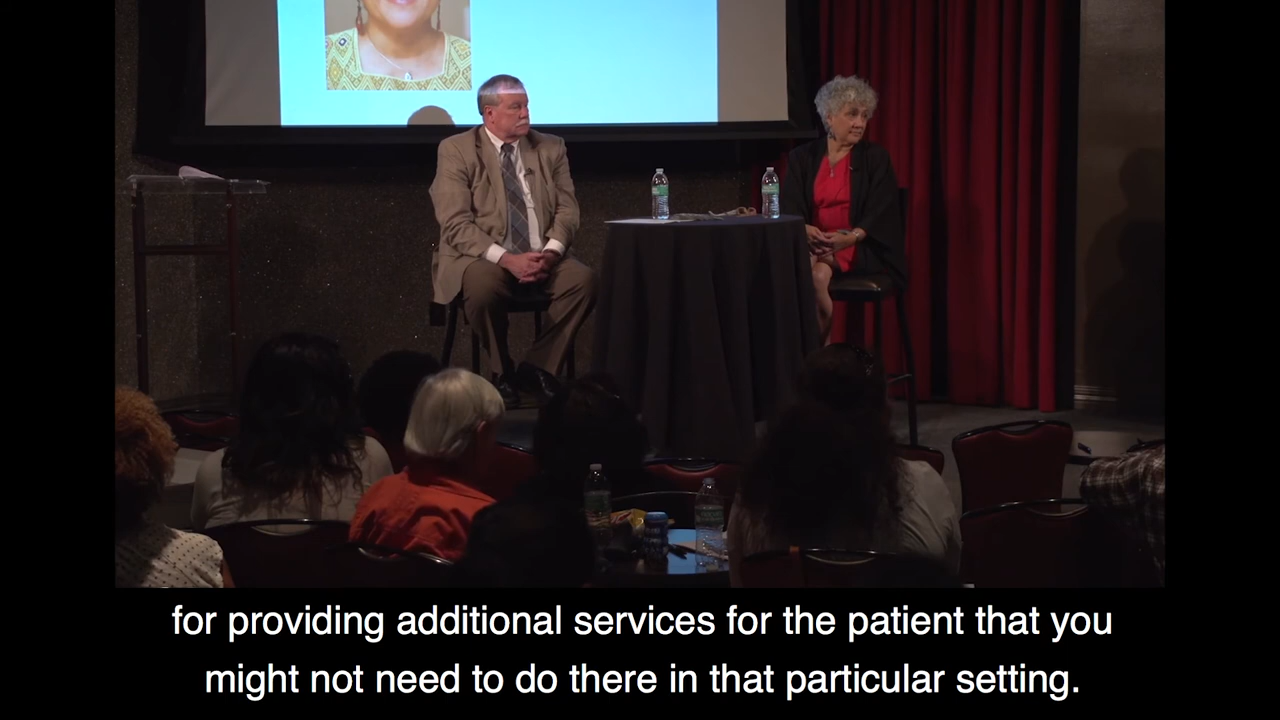 for providing additional services for the patient that you
might not need to do there in that particular setting.